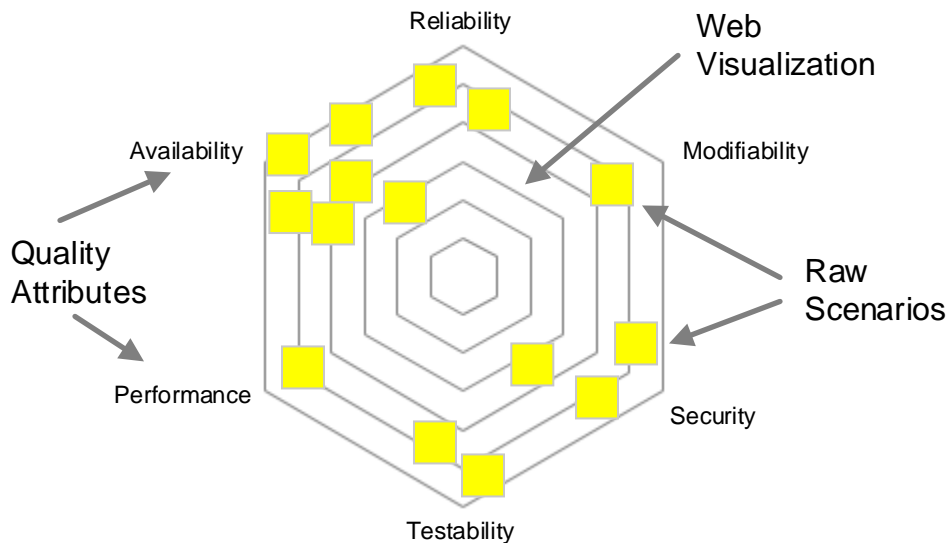 Reliability
Web
Visualization
Availability
Modifiability
Quality
Attributes
Raw
Scenarios
Performance
Security
Testability